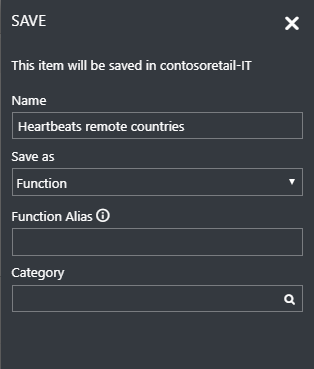 SAVE
This item will be saved in contosoretail-IT
Name
Heartbeats remote countries
Save as
Function
Function Alias
Category